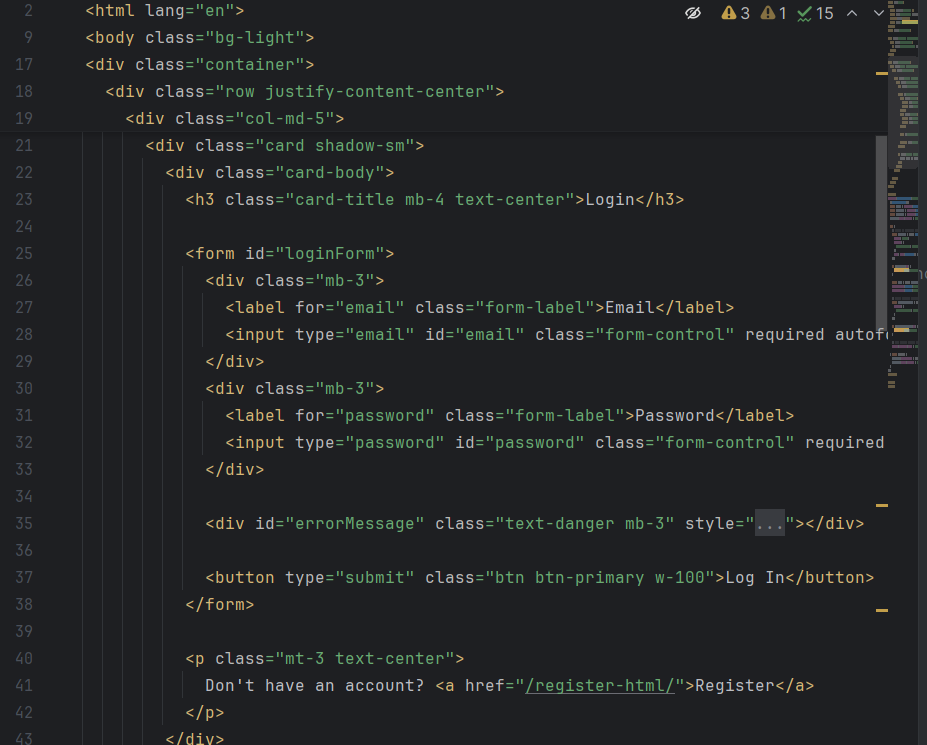 3 1 15
2 <html lang="en">
9 <body class="bg-light">
17 <div class="container">
18 <div class="row justify-content-center">
19 <div class="col-md-5">
21 <div class="card shadow-sm">
22 <div class="card-body">
23 <h3 class="card-title mb-4 text-center">Login</h3>
24
25 <form id="loginForm">
26 <div class="mb-3">
27 <label for="email" class="form-label">Email</label>
28 <input type="email" id="email" class="form-control" required autofo
29 </div>
30 <div class="mb-3">
31 <label for="password" class="form-label">Password</label>
32 <input type="password" id="password" class="form-control" required
33 </div>
34
35 <div id="errorMessage" class="text-danger mb-3" style="..."></div>
36
37 <button type="submit" class="btn btn-primary w-100">Log In</button>
38 </form>
39
40 <p class="mt-3 text-center">
41 Don't have an account? <a href="/register-html/">Register</a>
42 </p>
43 </div>